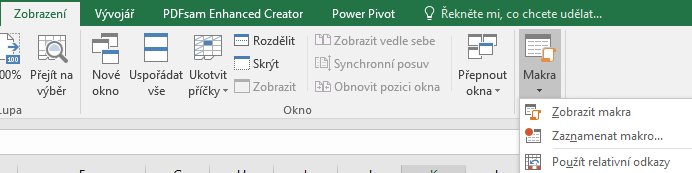 Zobrazení Vývojář PDFsam Enhanced Creator Power Pivot Řekněte mi, co chcete udělat...
00% Přejít na výběr
Lupa
Nové okno
Uspořádat vše
Ukotvit příčky
Rozdělit
Skrýt
Zobrazit
Zobrazit vedle sebe
Synchronní posuv
Obnovit pozici okna
Přepnout okna
Okno
Makra
Zobrazit makra
Zaznamenat makro...
Použít relativní odkazy